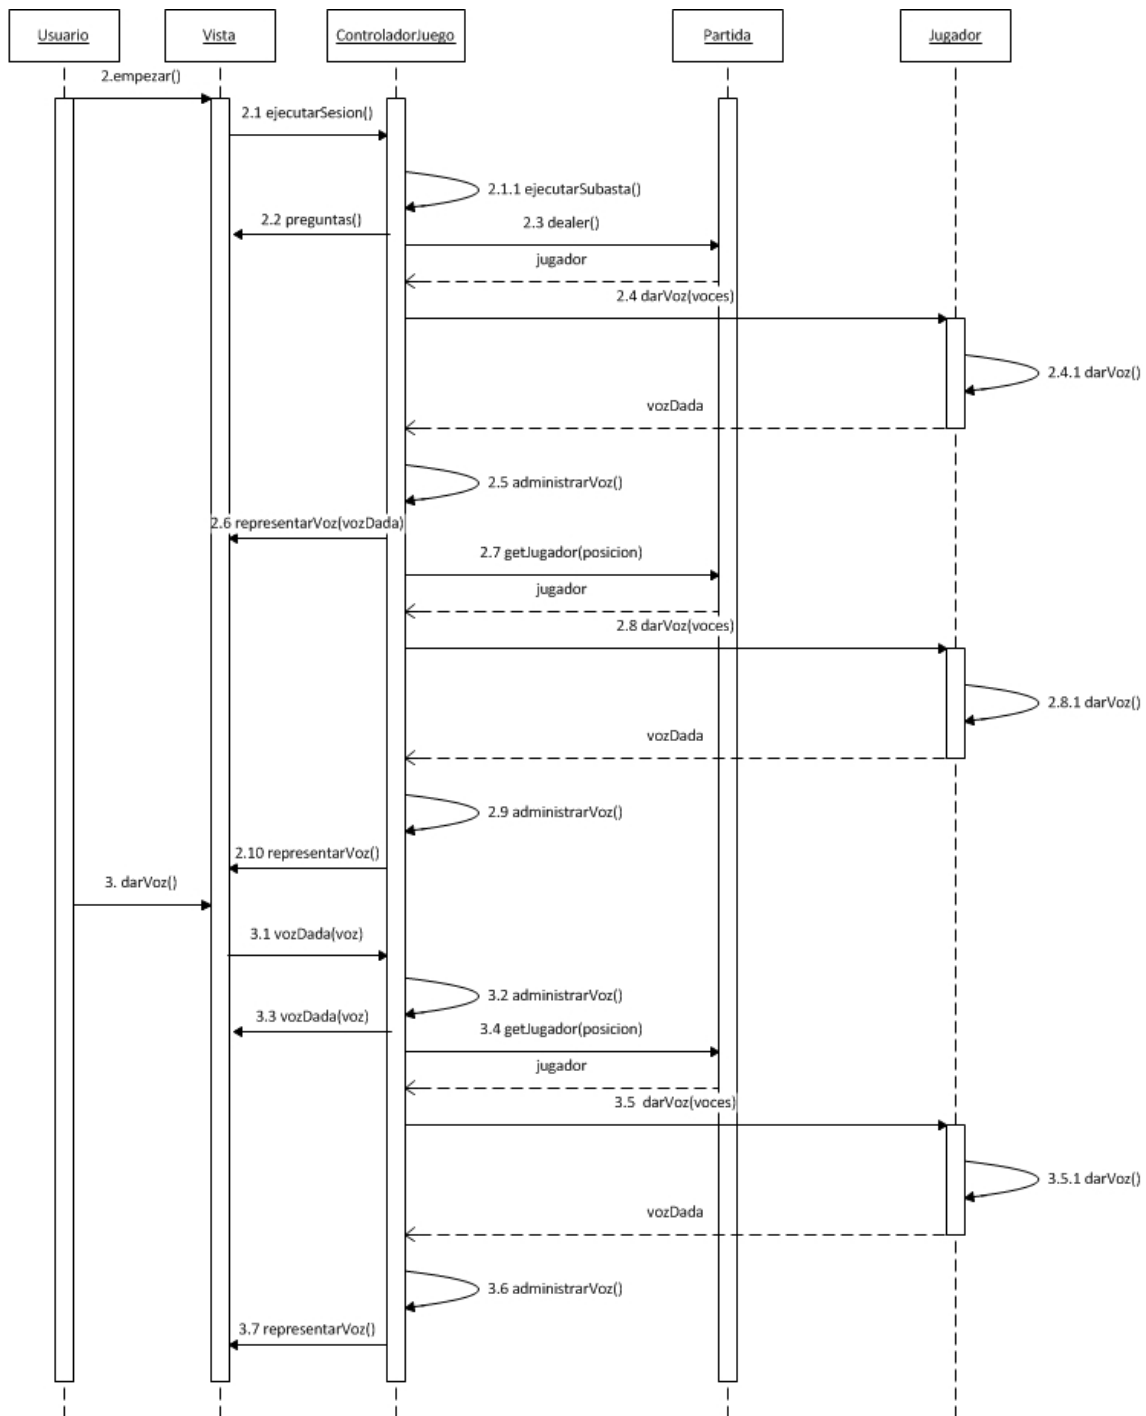 Usuario
Vista
ControladorJuego
Partida
Jugador
2.empezar()
2.1 ejecutarSesion()
2.1.1 ejecutarSubasta()
2.2 preguntas()
2.3 dealer()
jugador
2.4 darVoz(voces)
2.4.1 darVoz()
vozDada
2.5 administrarVoz()
2.6 representarVoz(vozDada)
2.7 getJugador(posicion)
jugador
2.8 darVoz(voces)
2.8.1 darVoz()
vozDada
2.9 administrarVoz()
2.10 representarVoz()
3. darVoz()
3.1 vozDada(voz)
3.2 administrarVoz()
3.3 vozDada(voz)
3.4 getJugador(posicion)
jugador
3.5 darVoz(voces)
3.5.1 darVoz()
vozDada
3.6 administrarVoz()
3.7 representarVoz()